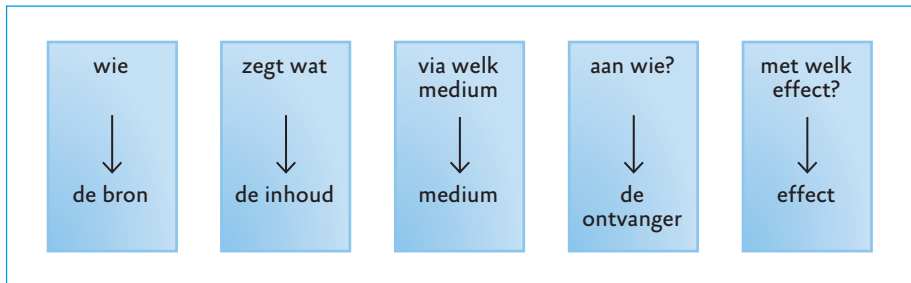 wie
de bron
zegt wat
de inhoud
via welk
medium
medium
aan wie?
de
ontvanger
met welk
effect?
effect